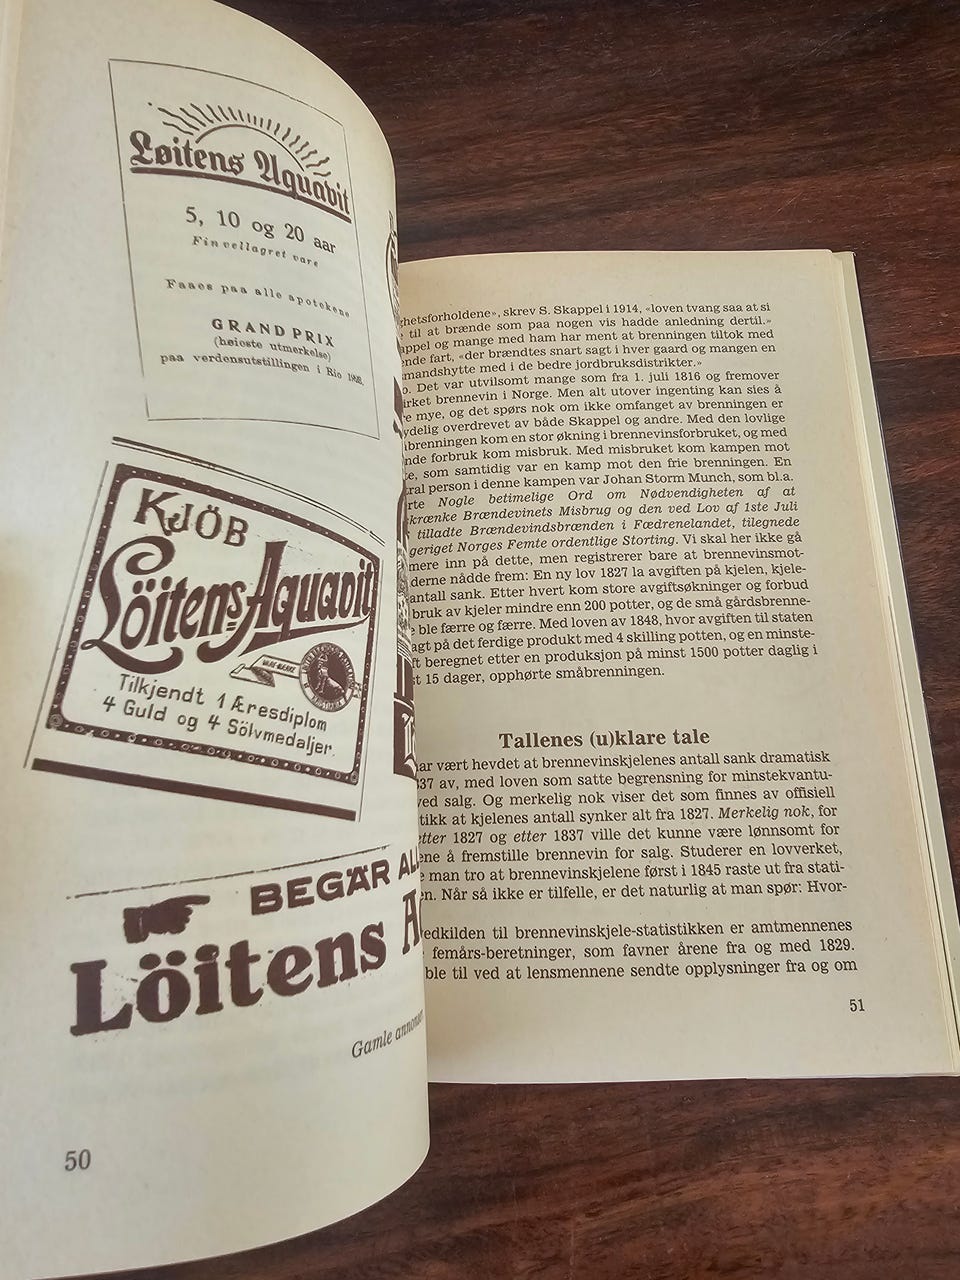 Løitens Aquavit
5, 10 og 20 aar
Fin vellagret vare
Faaes paa alle apotekene
GRAND PRIX
(høieste utmerkelse)
paa verdensutstillingen i Rio
KJÖB
Löitens Aquavit
VARE-MÆRKE
Tilkjendt 1 Æresdiplom
4 Guld og 4 Sölvmedaljer.
BEGÄR
Löitens
Gamle
50
ghetsforholdene», skrev S. Skappel i 1914, «loven tvang saa at si
til at brænde som paa nogen vis hadde anledning dertil.»
appel og mange med ham har ment at brenningen tiltok med
ende fart, «der brændtes snart sagt i hver gaard og mangen en
smandshytte med i de bedre jordbruksdistrikter.»
o. Det var utvilsomt mange som fra 1. juli 1816 og fremover
irket brennevin i Norge. Men alt utover ingenting kan sies å
re mye, og det spørs nok om ikke omfanget av brenningen er
ydelig overdrevet av både Skappel og andre. Med den lovlige
brenningen kom en stor økning i brennevinsforbruket, og med
nde forbruk kom misbruk. Med misbruket kom kampen mot
te, som samtidig var en kamp mot den frie brenningen. En
tral person i denne kampen var Johan Storm Munch, som bl.a.
rte Nogle betimelige Ord om Nødvendigheten af at
skrænke Brændevinets Misbrug og den ved Lov af 1ste Juli
tilladte Brændevindsbrænden i Fædrenelandet, tilegnede
geriget Norges Femte ordentlige Storting. Vi skal her ikke gå
mere inn på dette, men registrerer bare at brennevinsmot-
derne nådde frem: En ny lov 1827 la avgiften på kjelen, kjele-
antall sank. Etter hvert kom store avgiftsøkninger og forbud
bruk av kjeler mindre enn 200 potter, og de små gårdsbrenne-
e ble færre og færre. Med loven av 1848, hvor avgiften til staten
agt på det ferdige produkt med 4 skilling potten, og en minste-
ft beregnet etter en produksjon på minst 1500 potter daglig i
st 15 dager, opphørte småbrenningen.
Tallenes (u)klare tale
ar vært hevdet at brennevinskjelenes antall sank dramatisk
837 av, med loven som satte begrensning for minstekvantu-
ved salg. Og merkelig nok viser det som finnes av offisiell
tikk at kjelenes antall synker alt fra 1827. Merkelig nok, for
etter 1827 og etter 1837 ville det kunne være lønnsomt for
ene å fremstille brennevin for salg. Studerer en lovverket,
e man tro at brennevinskjelene først i 1845 raste ut fra stati-
en. Når så ikke er tilfelle, er det naturlig at man spør: Hvor-
edkilden til brennevinskjele-statistikken er amtmennenes
femårs-beretninger, som favner årene fra og med 1829.
ble til ved at lensmennene sendte opplysninger fra og om
51